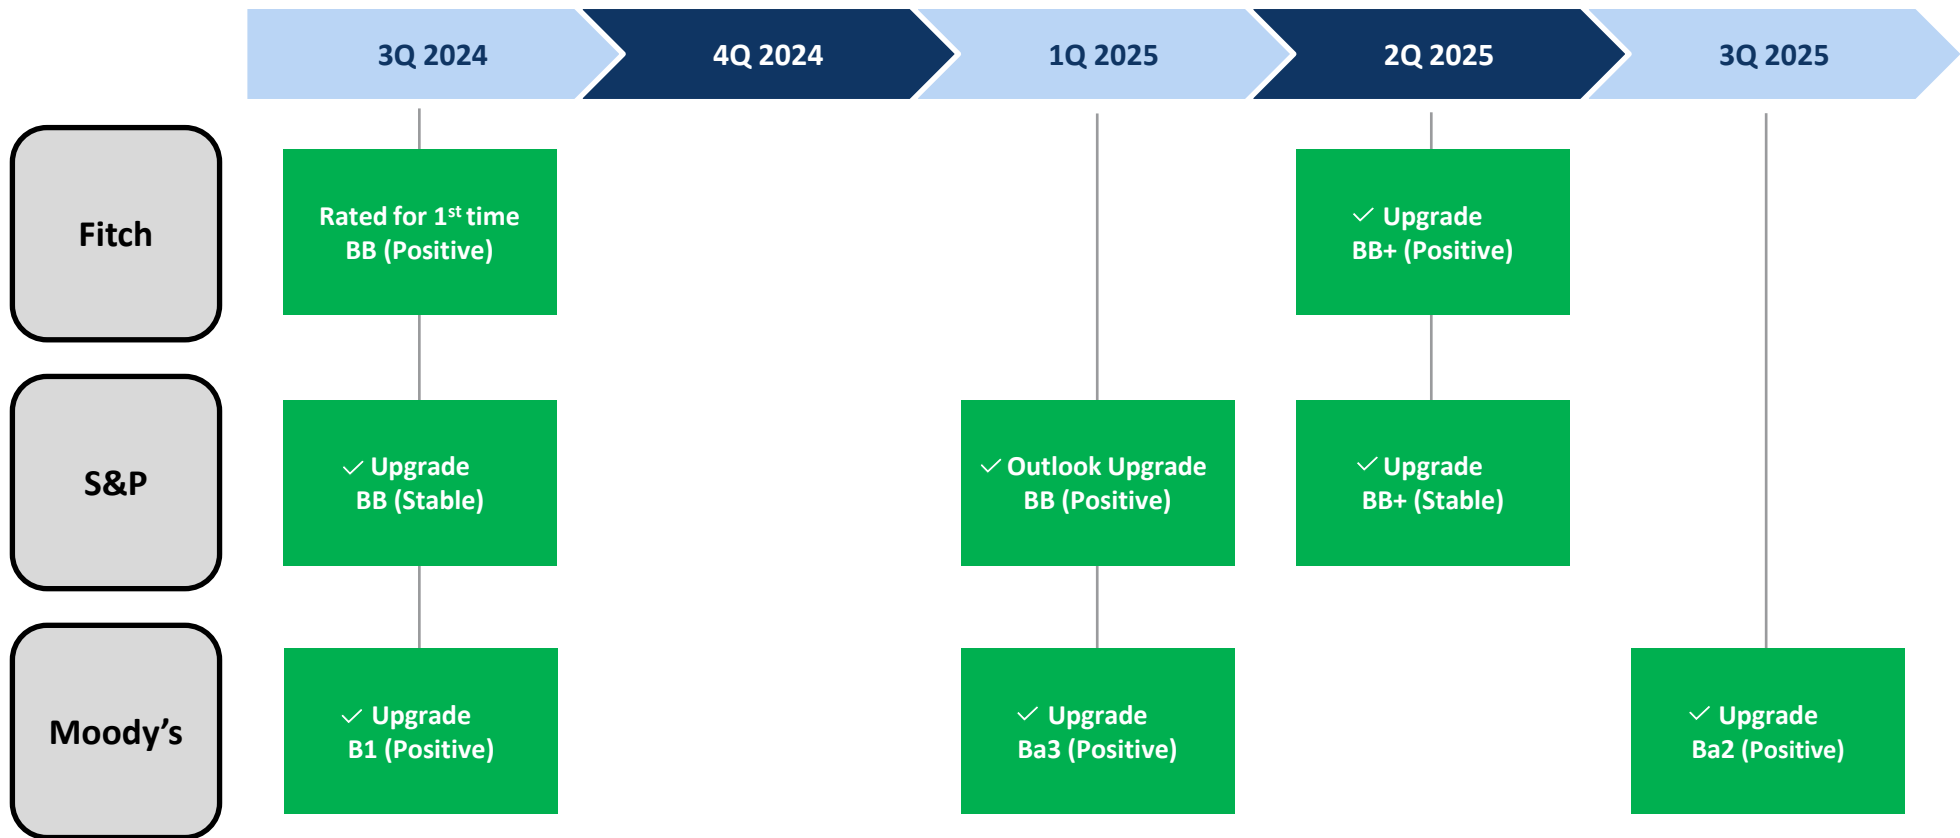 3Q 2024
4Q 2024
1Q 2025
2Q 2025
3Q 2025
Fitch
Rated for 1st time
BB (Positive)
✓ Upgrade
BB+ (Positive)
S&P
✓ Upgrade
BB (Stable)
✓ Outlook Upgrade
BB (Positive)
✓ Upgrade
BB+ (Stable)
Moody’s
✓ Upgrade
B1 (Positive)
✓ Upgrade
Ba3 (Positive)
✓ Upgrade
Ba2 (Positive)